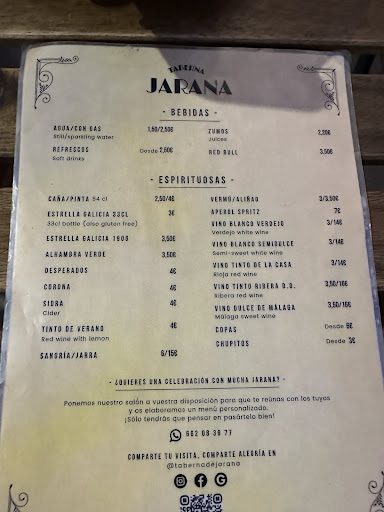 TABERNA
JARANA
- BEBIDAS -
AGUA/CON GAS 1,50/2,50€
Still/sparkling water
REFRESCOS Desde 2,50€
Soft drinks
ZUMOS 2,20€
Juices
RED BULL 3,50€
- ESPIRITUOSAS -
CAÑA/PINTA 54 cl 2,50/4€
ESTRELLA GALICIA 33CL 3€
33cl bottle (also gluten free)
ESTRELLA GALICIA 1906 3,50€
ALHAMBRA VERDE 3,50€
DESPERADOS 4€
CORONA 4€
SIDRA 4€
Cider
TINTO DE VERANO 4€
Red wine with lemon
SANGRÍA/JARRA 6/15€
VERMÚ/ALIÑAO 3/3,50€
APEROL SPRITZ 7€
VINO BLANCO VERDEJO 3/14€
Verdejo white wine
VINO BLANCO SEMIDULCE 3/14€
Semi-sweet white wine
VINO TINTO DE LA CASA 3/14€
Rioja red wine
VINO TINTO RIBERA D.O. 3,50/16€
Ribera red wine
VINO DULCE DE MÁLAGA 3,50/16€
Málaga sweet wine
COPAS Desde 6€
CHUPITOS Desde 3€
- ¿QUIERES UNA CELEBRACIÓN CON MUCHA JARANA? -
Ponemos nuestro salón a vuestra disposición para que te reúnas con los tuyos
y os elaboramos un menú personalizado.
¡Sólo tendrás que pensar en pasártelo bien!
662 08 36 77
COMPARTE TU VISITA, COMPARTE ALEGRÍA EN
@tabernadejarana